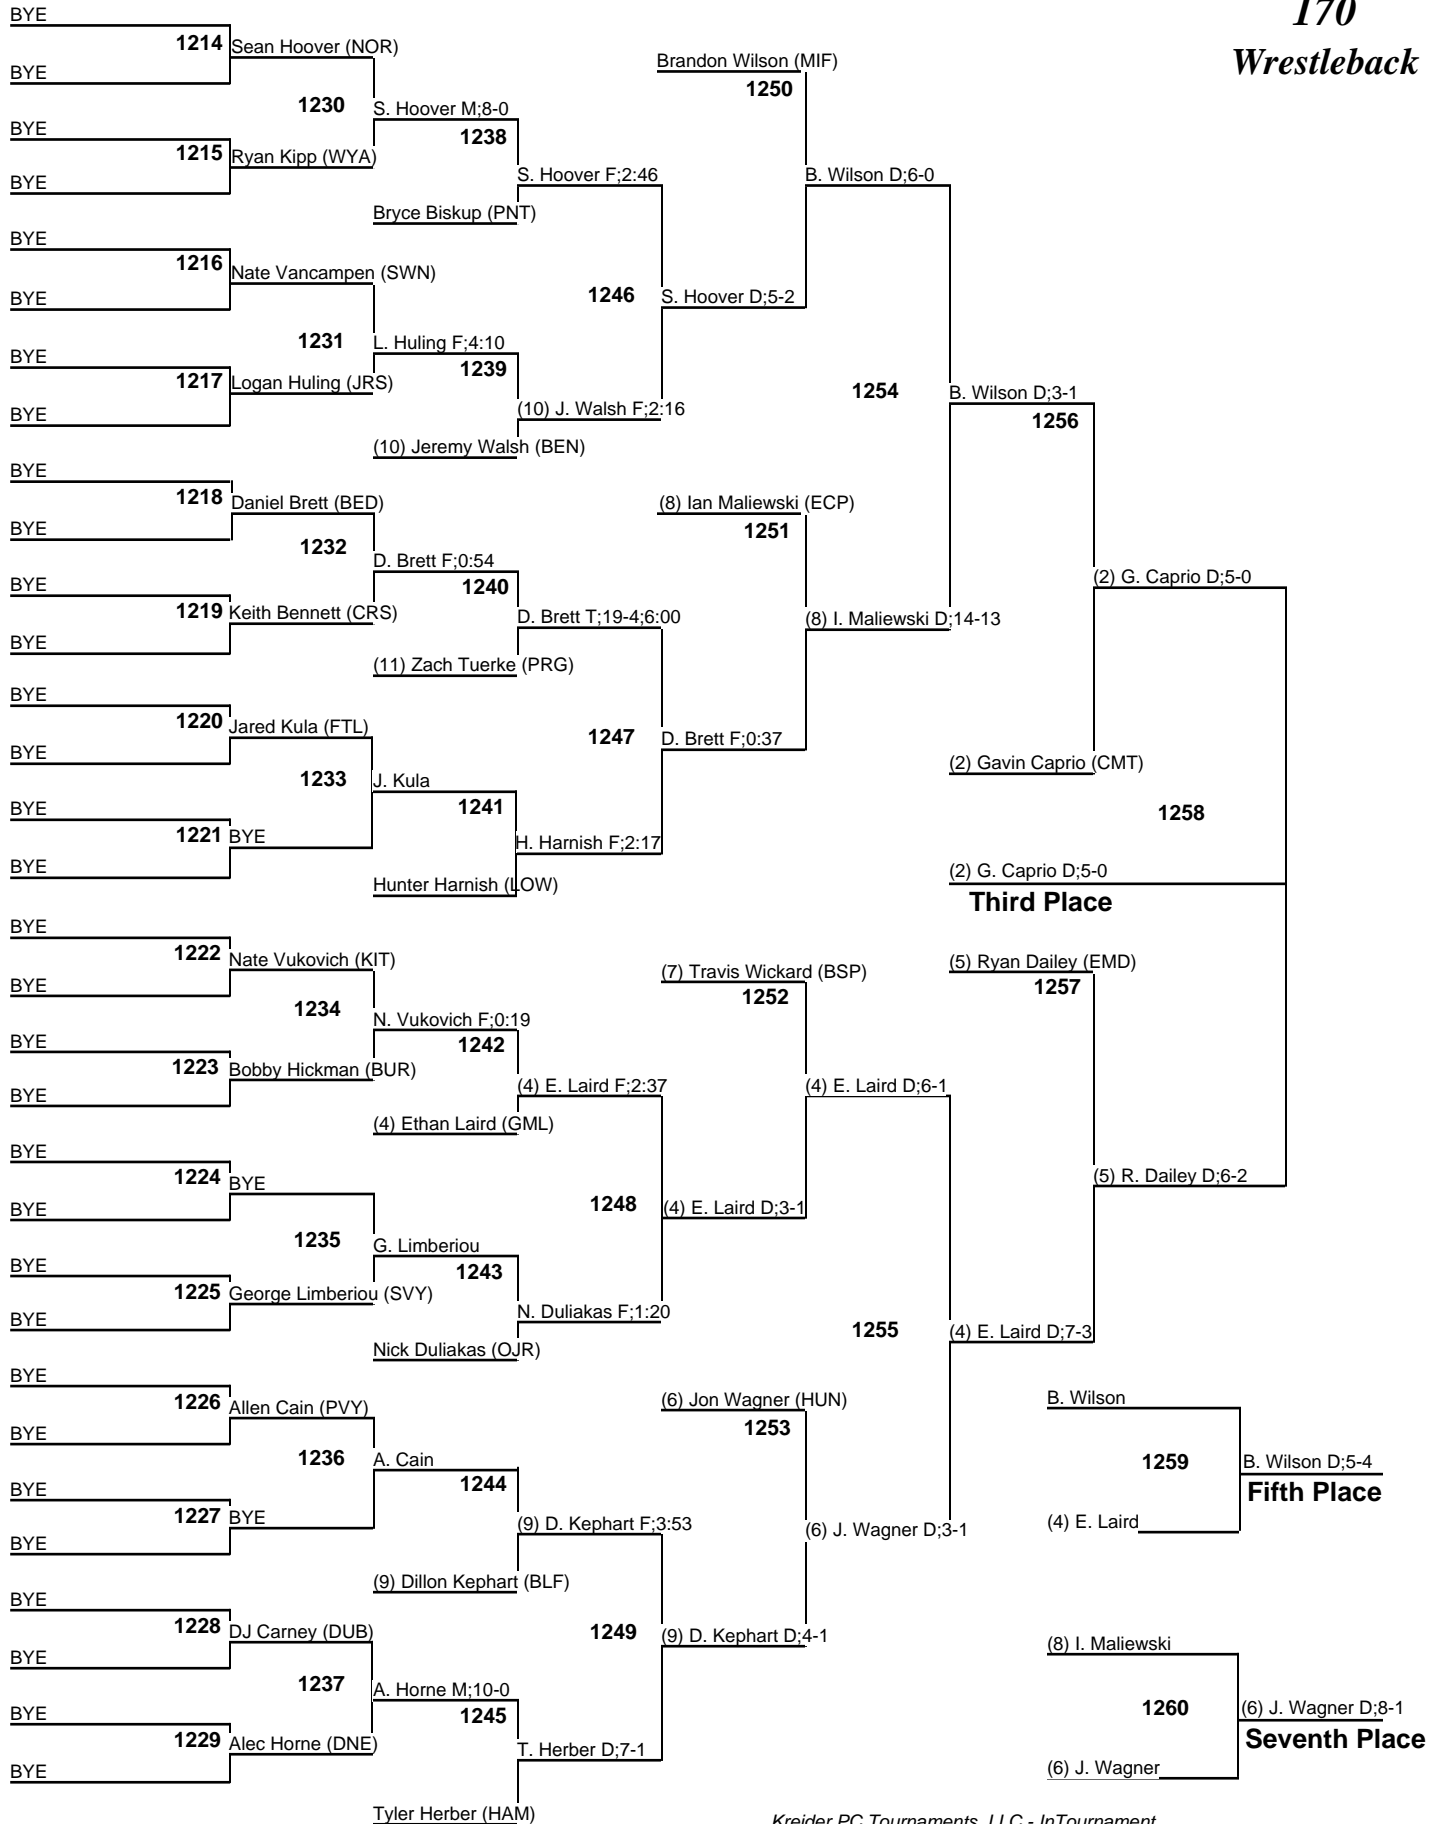 170
Wrestleback
BYE
1214 Sean Hoover (NOR)
BYE
1230 S. Hoover M;8-0
1238
BYE
1215 Ryan Kipp (WYA)
BYE
S. Hoover F;2:46
Bryce Biskup (PNT)
Brandon Wilson (MIF)
1250
B. Wilson D;6-0
BYE
1216 Nate Vancampen (SWN)
BYE
1246 S. Hoover D;5-2
1231 L. Huling F;4:10
1239
BYE
1217 Logan Huling (JRS)
BYE
(10) J. Walsh F;2:16
(10) Jeremy Walsh (BEN)
1254 B. Wilson D;3-1
1256
BYE
1218 Daniel Brett (BED)
BYE
(8) Ian Maliewski (ECP)
1251
1232 D. Brett F;0:54
1240
BYE
1219 Keith Bennett (CRS)
BYE
D. Brett T;19-4;6:00
(8) I. Maliewski D;14-13
(11) Zach Tuerke (PRG)
(2) G. Caprio D;5-0
BYE
1220 Jared Kula (FTL)
BYE
1247 D. Brett F;0:37
1233 J. Kula
1241
(2) Gavin Caprio (CMT)
1258
BYE
1221 BYE
BYE
H. Harnish F;2:17
Hunter Harnish (LOW)
(2) G. Caprio D;5-0
Third Place
BYE
1222 Nate Vukovich (KIT)
BYE
(7) Travis Wickard (BSP)
1252
(5) Ryan Dailey (EMD)
1257
1234 N. Vukovich F;0:19
1242
BYE
1223 Bobby Hickman (BUR)
BYE
(4) E. Laird F;2:37
(4) E. Laird D;6-1
(4) Ethan Laird (GML)
BYE
1224 BYE
BYE
1248 (4) E. Laird D;3-1
(5) R. Dailey D;6-2
1235 G. Limberiou
1243
BYE
1225 George Limberiou (SVY)
BYE
N. Duliakas F;1:20
Nick Duliakas (OJR)
1255 (4) E. Laird D;7-3
BYE
1226 Allen Cain (PVY)
BYE
(6) Jon Wagner (HUN)
1253
B. Wilson
1236 A. Cain
1244
1259 B. Wilson D;5-4
Fifth Place
BYE
1227 BYE
BYE
(9) D. Kephart F;3:53
(6) J. Wagner D;3-1
(4) E. Laird
(9) Dillon Kephart (BLF)
BYE
1228 DJ Carney (DUB)
BYE
1249 (9) D. Kephart D;4-1
(8) I. Maliewski
1237 A. Horne M;10-0
1245
1260 (6) J. Wagner D;8-1
Seventh Place
BYE
1229 Alec Horne (DNE)
BYE
T. Herber D;7-1
(6) J. Wagner
Tyler Herber (HAM)
Kreider PC Tournaments, LLC - InTournament